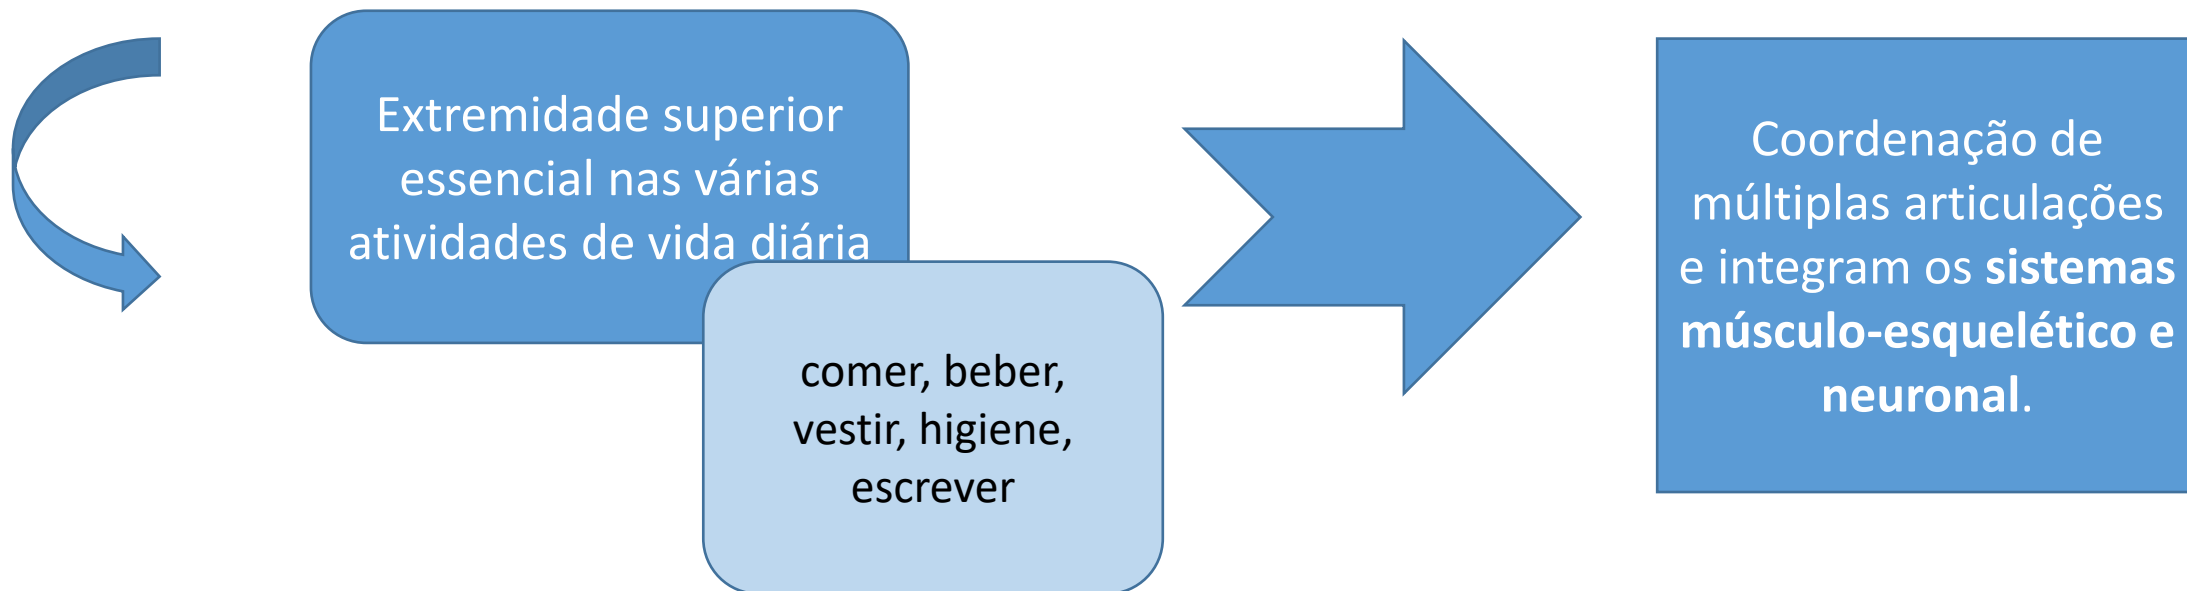 Extremidade superior
essencial nas várias
atividades de vida diária
comer, beber,
vestir, higiene,
escrever
Coordenação de
múltiplas articulações
e integram os sistemas
músculo-esquelético e
neuronal.